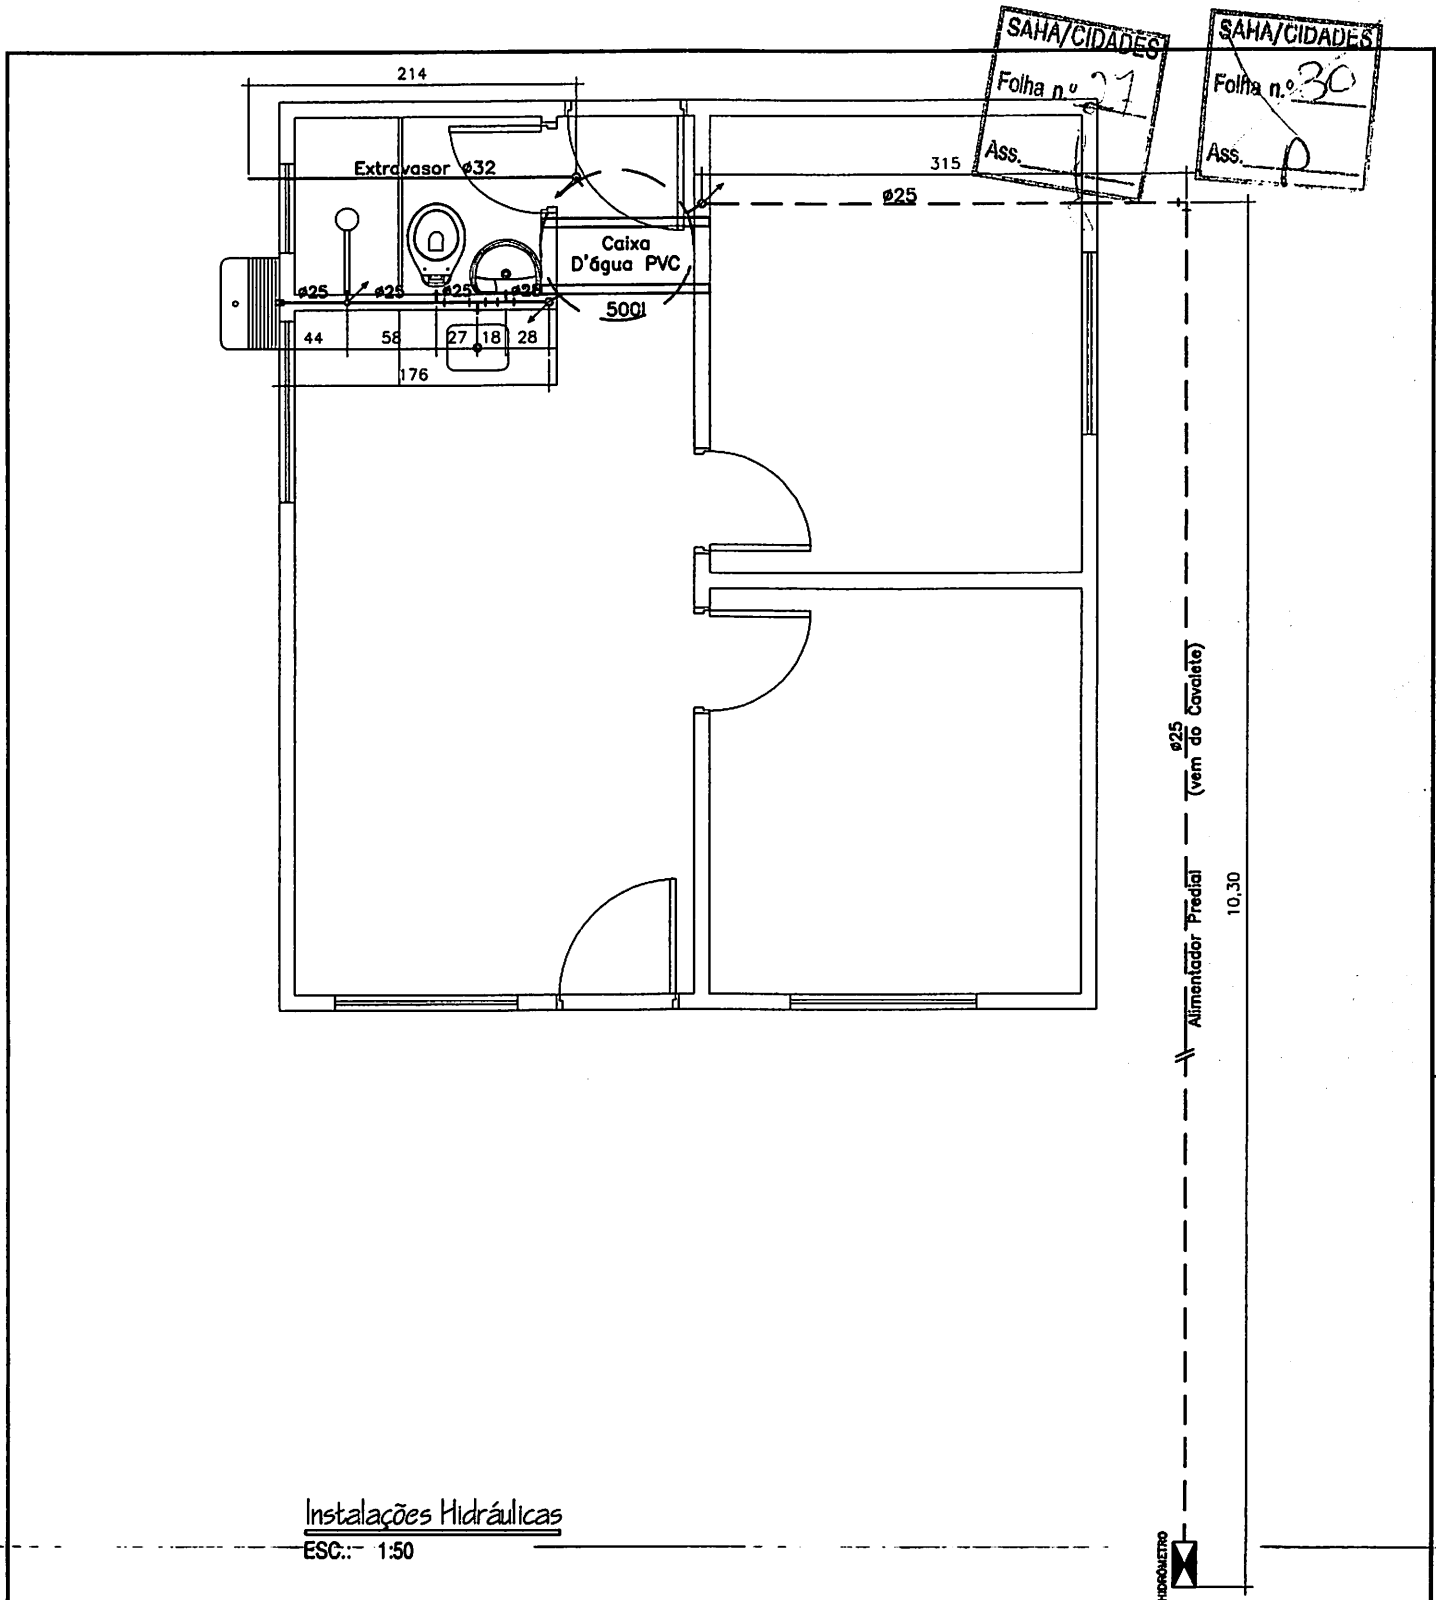 SAHA/CIDADES
Folha n.º 21
Ass.
SAHA/CIDADES
Folha n.º 30
Ass.
214
Extravasor ø32
315
ø25
Caixa
D'água PVC
500l
ø25 ø25 ø25 ø25
44 58 27 18 28
176
ø25
(vem do Cavalete)
Alimentador Predial
10,30
Instalações Hidráulicas
ESC.: 1:50
HIDRÔMETRO